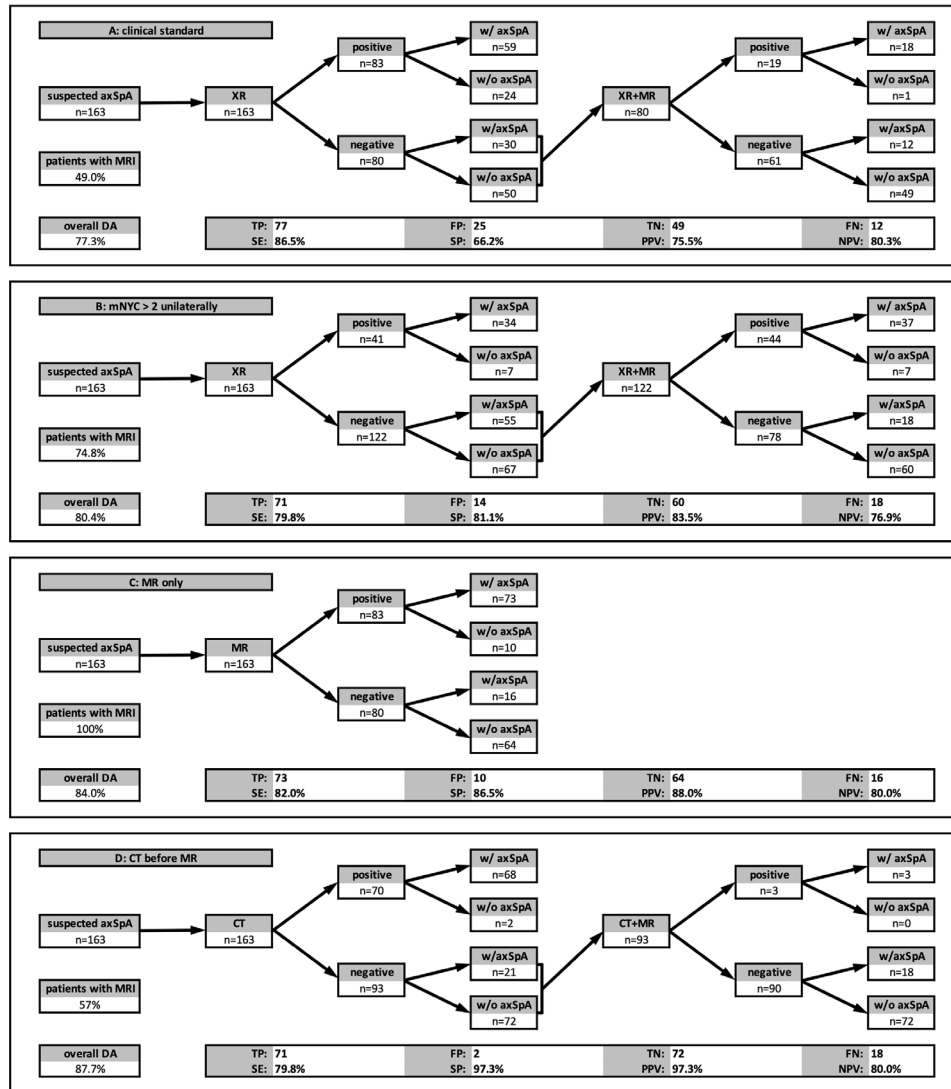 A: clinical standard
suspected axSpA
n=163
XR
n=163
positive
n=83
negative
n=80
w/ axSpA
n=59
w/o axSpA
n=24
w/axSpA
n=30
w/o axSpA
n=50
XR+MR
n=80
positive
n=19
negative
n=61
w/ axSpA
n=18
w/o axSpA
n=1
w/axSpA
n=12
w/o axSpA
n=49
patients with MRI
49.0%
overall DA
77.3%
TP: 77 FP: 25 TN: 49 FN: 12
SE: 86.5% SP: 66.2% PPV: 75.5% NPV: 80.3%
B: mNYC > 2 unilaterally
suspected axSpA
n=163
XR
n=163
positive
n=41
negative
n=122
w/ axSpA
n=34
w/o axSpA
n=7
w/axSpA
n=55
w/o axSpA
n=67
XR+MR
n=122
positive
n=44
negative
n=78
w/ axSpA
n=37
w/o axSpA
n=7
w/axSpA
n=18
w/o axSpA
n=60
patients with MRI
74.8%
overall DA
80.4%
TP: 71 FP: 14 TN: 60 FN: 18
SE: 79.8% SP: 81.1% PPV: 83.5% NPV: 76.9%
C: MR only
suspected axSpA
n=163
MR
n=163
positive
n=83
negative
n=80
w/ axSpA
n=73
w/o axSpA
n=10
w/axSpA
n=16
w/o axSpA
n=64
patients with MRI
100%
overall DA
84.0%
TP: 73 FP: 10 TN: 64 FN: 16
SE: 82.0% SP: 86.5% PPV: 88.0% NPV: 80.0%
D: CT before MR
suspected axSpA
n=163
CT
n=163
positive
n=70
negative
n=93
w/ axSpA
n=68
w/o axSpA
n=2
w/axSpA
n=21
w/o axSpA
n=72
CT+MR
n=93
positive
n=3
negative
n=90
w/ axSpA
n=3
w/o axSpA
n=0
w/axSpA
n=18
w/o axSpA
n=72
patients with MRI
57%
overall DA
87.7%
TP: 71 FP: 2 TN: 72 FN: 18
SE: 79.8% SP: 97.3% PPV: 97.3% NPV: 80.0%